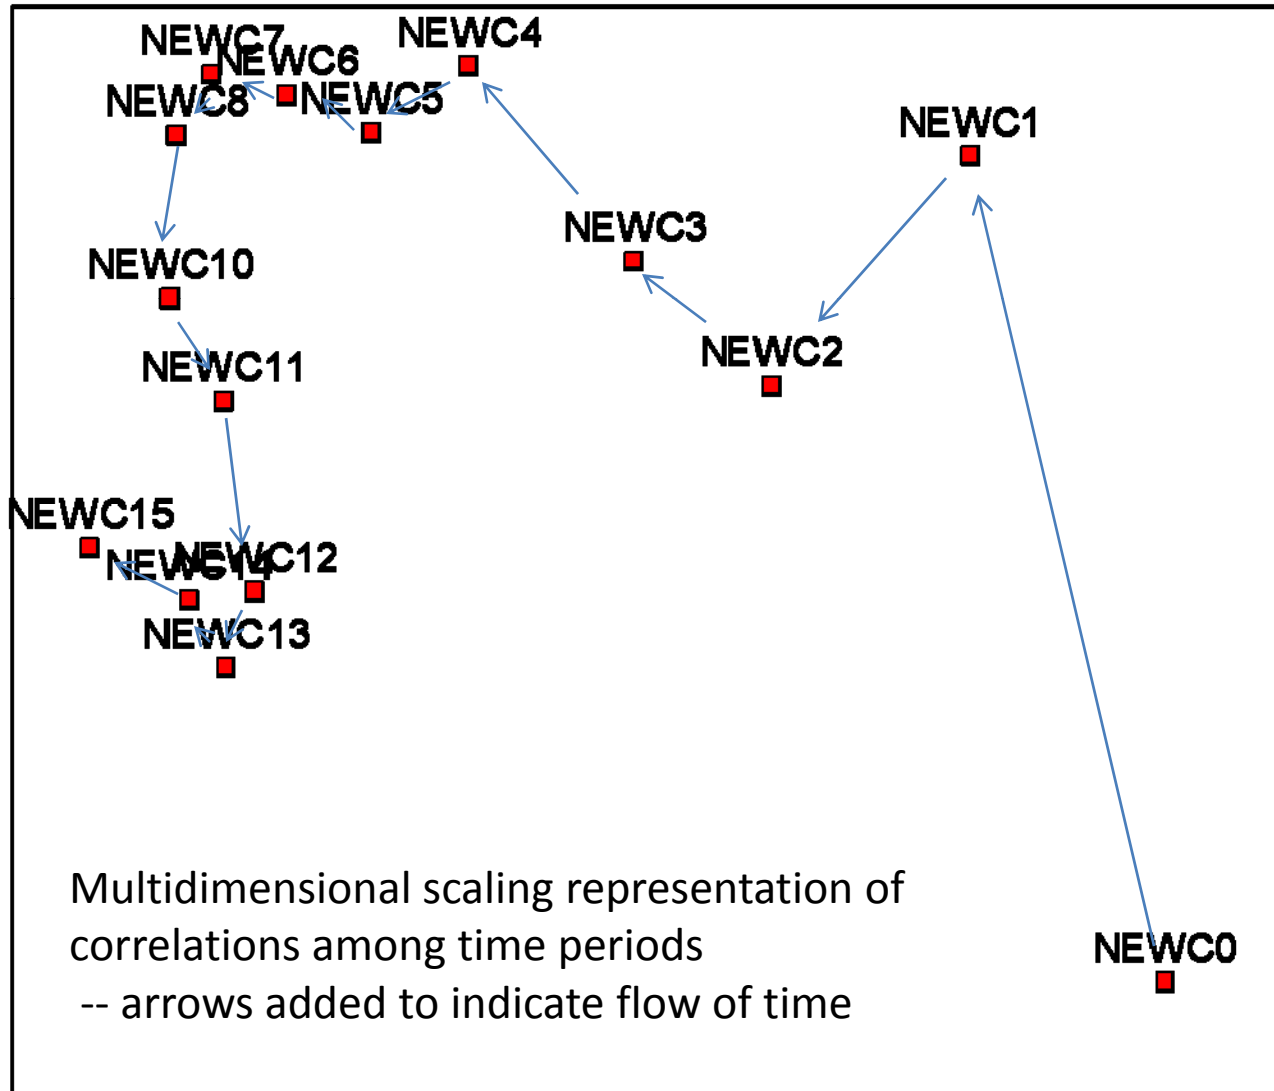 NEWC4
NEWC7
NEWC6
NEWC8
NEWC5
NEWC1
NEWC3
NEWC10
NEWC2
NEWC11
NEWC15
NEWC12
NEWC14
NEWC13
Multidimensional scaling representation of
correlations among time periods
-- arrows added to indicate flow of time
NEWC0